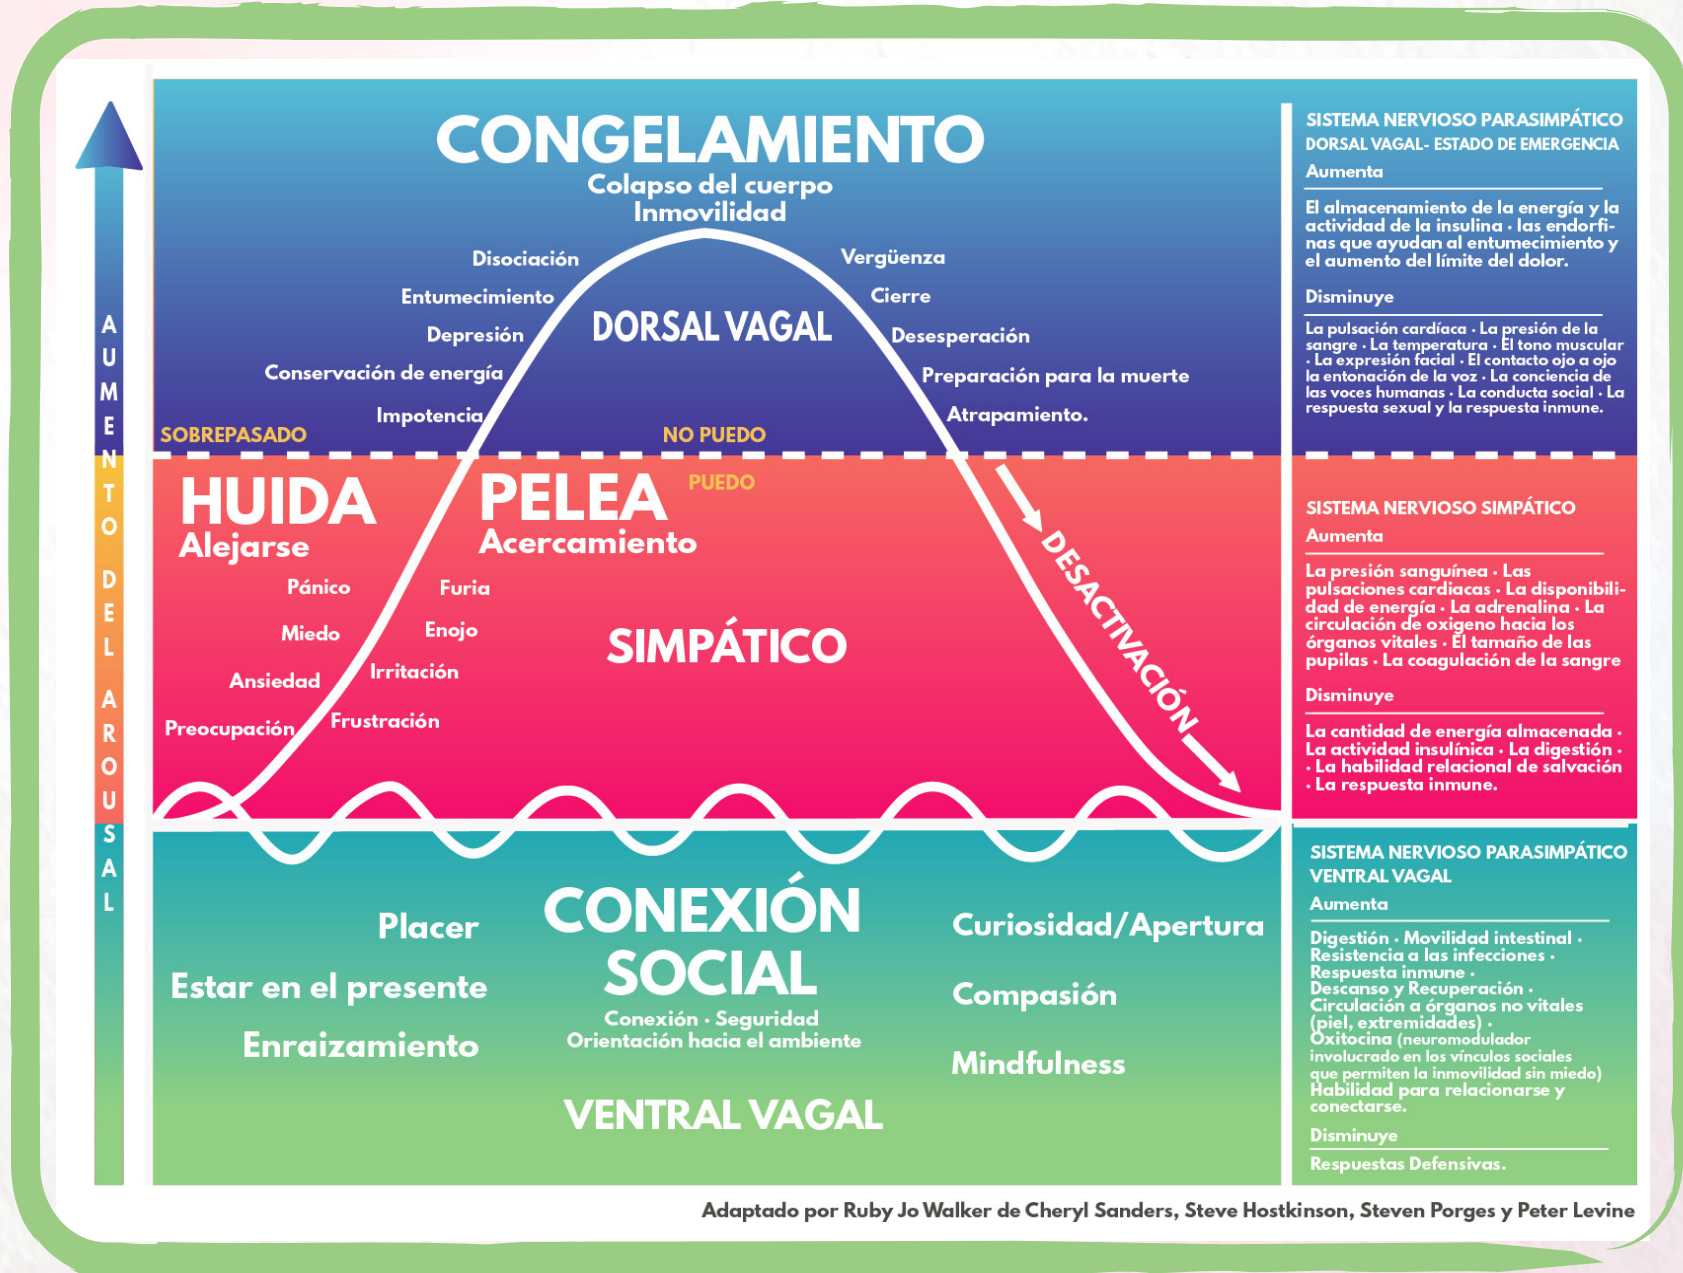 AUMENTO DEL AROUSAL
CONGELAMIENTO
Colapso del cuerpo
Inmovilidad
Disociación
Entumecimiento
Depresión
Conservación de energía
Impotencia
DORSAL VAGAL
Vergüenza
Cierre
Desesperación
Preparación para la muerte
Atrapamiento.
SOBREPASADO
NO PUEDO
PUEDO
HUIDA
Alejarse
Pánico
Miedo
Ansiedad
Preocupación
PELEA
Acercamiento
Furia
Enojo
Irritación
Frustración
SIMPÁTICO
DESACTIVACIÓN
Placer
Estar en el presente
Enraizamiento
CONEXIÓN
SOCIAL
Conexión · Seguridad
Orientación hacia el ambiente
VENTRAL VAGAL
Curiosidad/Apertura
Compasión
Mindfulness
SISTEMA NERVIOSO PARASIMPÁTICO
DORSAL VAGAL- ESTADO DE EMERGENCIA
Aumenta
El almacenamiento de la energía y la
actividad de la insulina · las endorfi-
nas que ayudan al entumecimiento y
el aumento del límite del dolor.
Disminuye
La pulsación cardíaca · La presión de la
sangre · La temperatura · El tono muscular
· La expresión facial · El contacto ojo a ojo
la entonación de la voz · La conciencia de
las voces humanas · La conducta social · La
respuesta sexual y la respuesta inmune.
SISTEMA NERVIOSO SIMPÁTICO
Aumenta
La presión sanguínea · Las
pulsaciones cardiacas · La disponibili-
dad de energía · La adrenalina · La
circulación de oxigeno hacia los
órganos vitales · El tamaño de las
pupilas · La coagulación de la sangre
Disminuye
La cantidad de energía almacenada ·
La actividad insulínica · La digestión ·
· La habilidad relacional de salvación
· La respuesta inmune.
SISTEMA NERVIOSO PARASIMPÁTICO
VENTRAL VAGAL
Aumenta
Digestión · Movilidad intestinal ·
Resistencia a las infecciones ·
Respuesta inmune ·
Descanso y Recuperación ·
Circulación a órganos no vitales
(piel, extremidades) ·
Oxitocina (neuromodulador
involucrado en los vínculos sociales
que permiten la inmovilidad sin miedo)
Habilidad para relacionarse y
conectarse.
Disminuye
Respuestas Defensivas.
Adaptado por Ruby Jo Walker de Cheryl Sanders, Steve Hostkinson, Steven Porges y Peter Levine